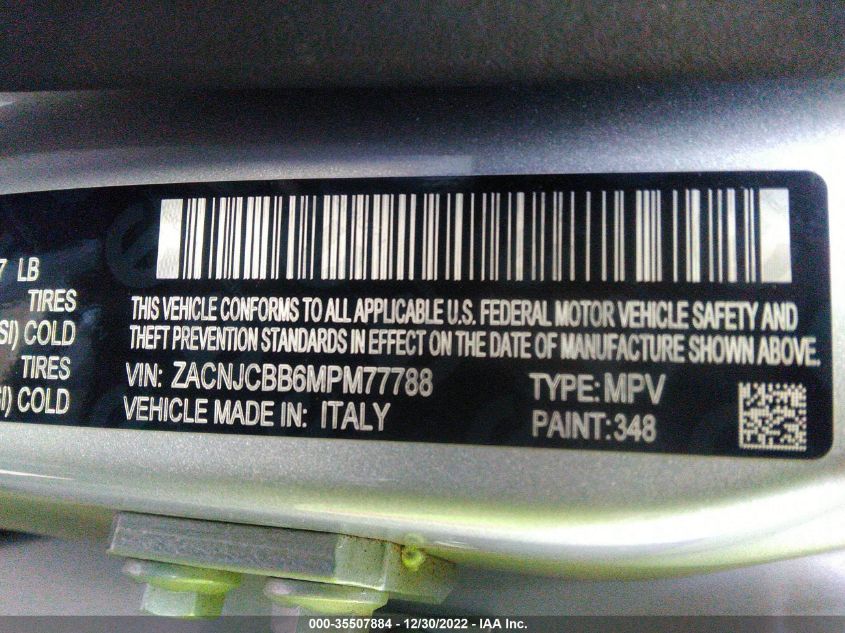 7 LB
TIRES
SI) COLD
TIRES
SI) COLD
THIS VEHICLE CONFORMS TO ALL APPLICABLE U.S. FEDERAL MOTOR VEHICLE SAFETY AND
THEFT PREVENTION STANDARDS IN EFFECT ON THE DATE OF MANUFACTURE SHOWN ABOVE.
VIN: ZACNJCBB6MPM77788 TYPE: MPV
VEHICLE MADE IN: ITALY PAINT:348
000-35507884 - 12/30/2022 - IAA Inc.